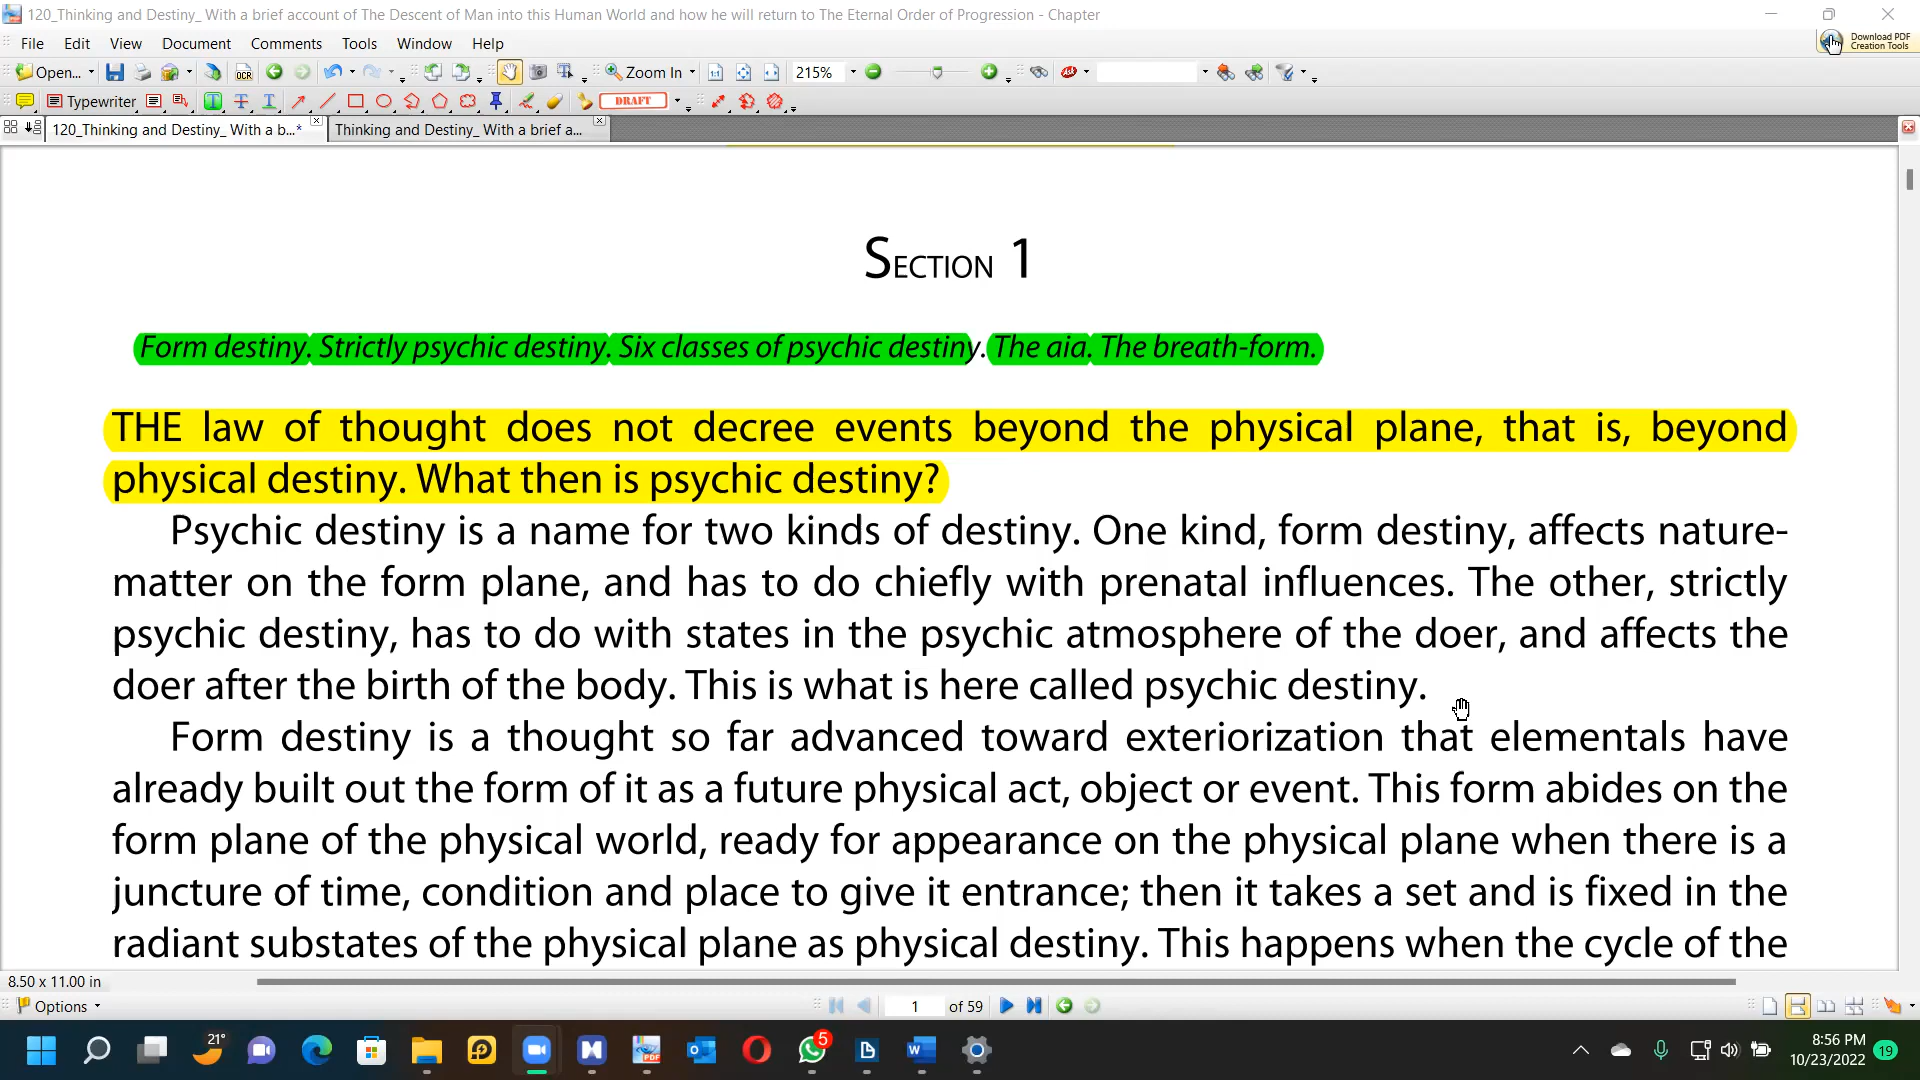 120_Thinking and Destiny_ With a brief account of The Descent of Man into this Human World and how he will return to The Eternal Order of Progression - Chapter
File Edit View Document Comments Tools Window Help
Download PDF
Creation Tools
Open... OCR Zoom In 215%
Typewriter DRAFT
120_Thinking and Destiny_ With a b...* Thinking and Destiny_ With a brief a...
SECTION 1
Form destiny. Strictly psychic destiny. Six classes of psychic destiny. The aia. The breath-form.
THE law of thought does not decree events beyond the physical plane, that is, beyond
physical destiny. What then is psychic destiny?
Psychic destiny is a name for two kinds of destiny. One kind, form destiny, affects nature-
matter on the form plane, and has to do chiefly with prenatal influences. The other, strictly
psychic destiny, has to do with states in the psychic atmosphere of the doer, and affects the
doer after the birth of the body. This is what is here called psychic destiny.
Form destiny is a thought so far advanced toward exteriorization that elementals have
already built out the form of it as a future physical act, object or event. This form abides on the
form plane of the physical world, ready for appearance on the physical plane when there is a
juncture of time, condition and place to give it entrance; then it takes a set and is fixed in the
radiant substates of the physical plane as physical destiny. This happens when the cycle of the
8.50 x 11.00 in
Options 1 of 59
21° 5 8:56 PM
10/23/2022 19